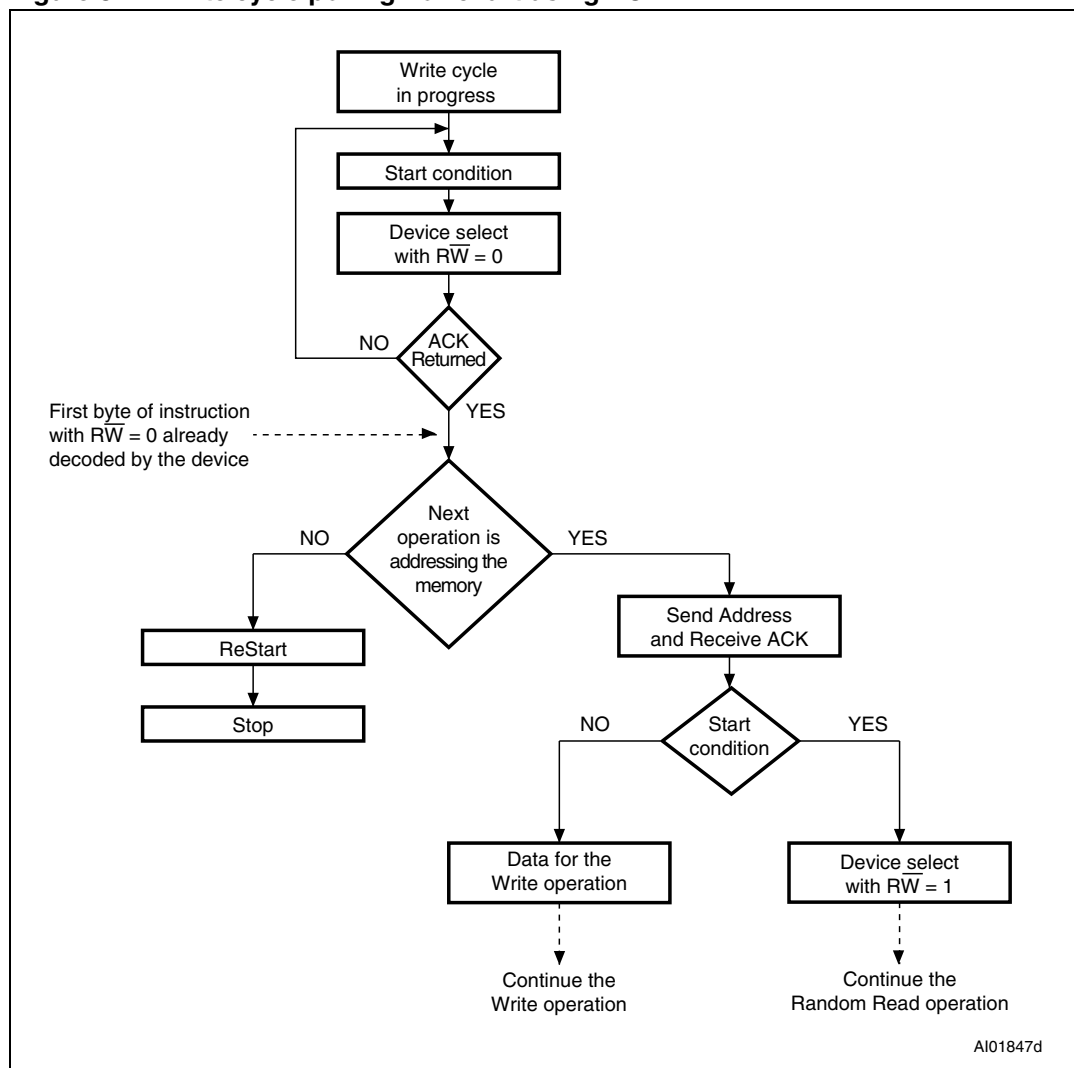 Write cycle
in progress
Start condition
Device select
with RW̅ = 0
ACK
Returned
NO
YES
First byte of instruction
with RW̅ = 0 already
decoded by the device
Next
operation is
addressing the
memory
NO
YES
ReStart
Stop
Send Address
and Receive ACK
Start
condition
NO
YES
Data for the
Write operation
Device select
with RW̅ = 1
Continue the
Write operation
Continue the
Random Read operation
AI01847d